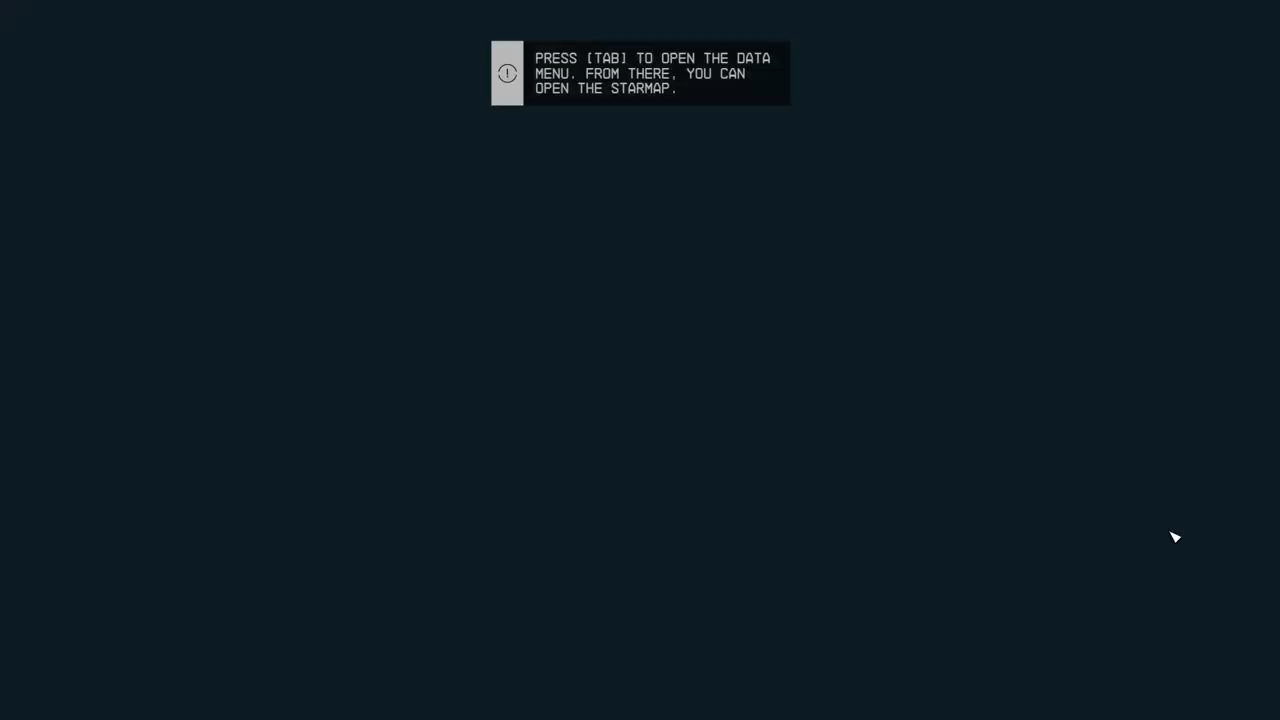 PRESS [TAB] TO OPEN THE DATA
MENU. FROM THERE, YOU CAN
OPEN THE STARMAP.